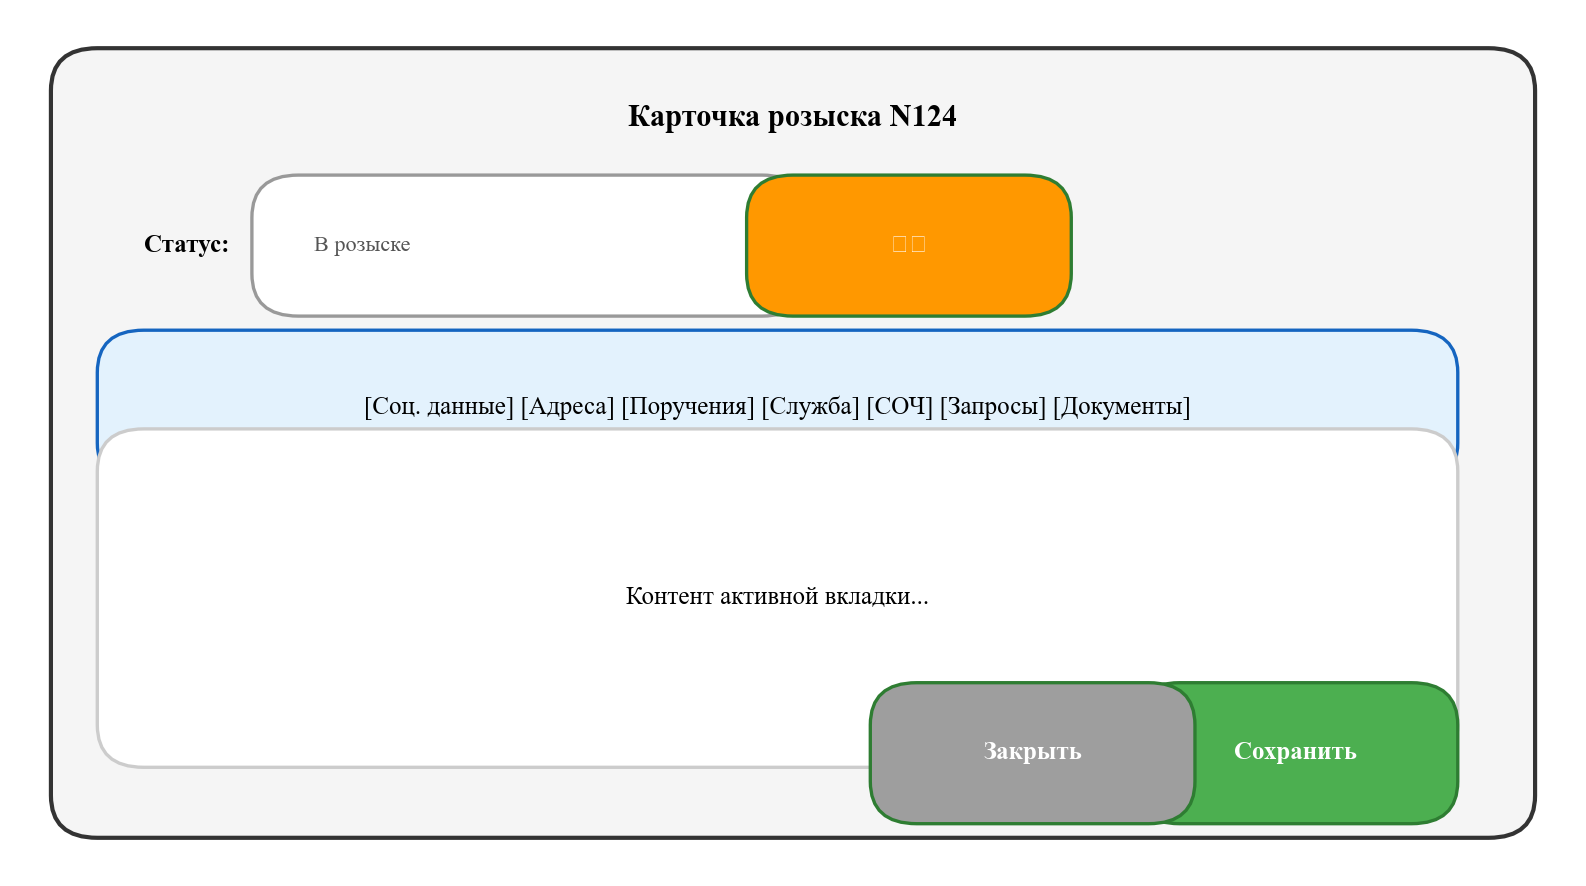 Карточка розыска N124
Статус: В розыске
[Соц. данные] [Адреса] [Поручения] [Служба] [СОЧ] [Запросы] [Документы]
Контент активной вкладки...
Закрыть Сохранить